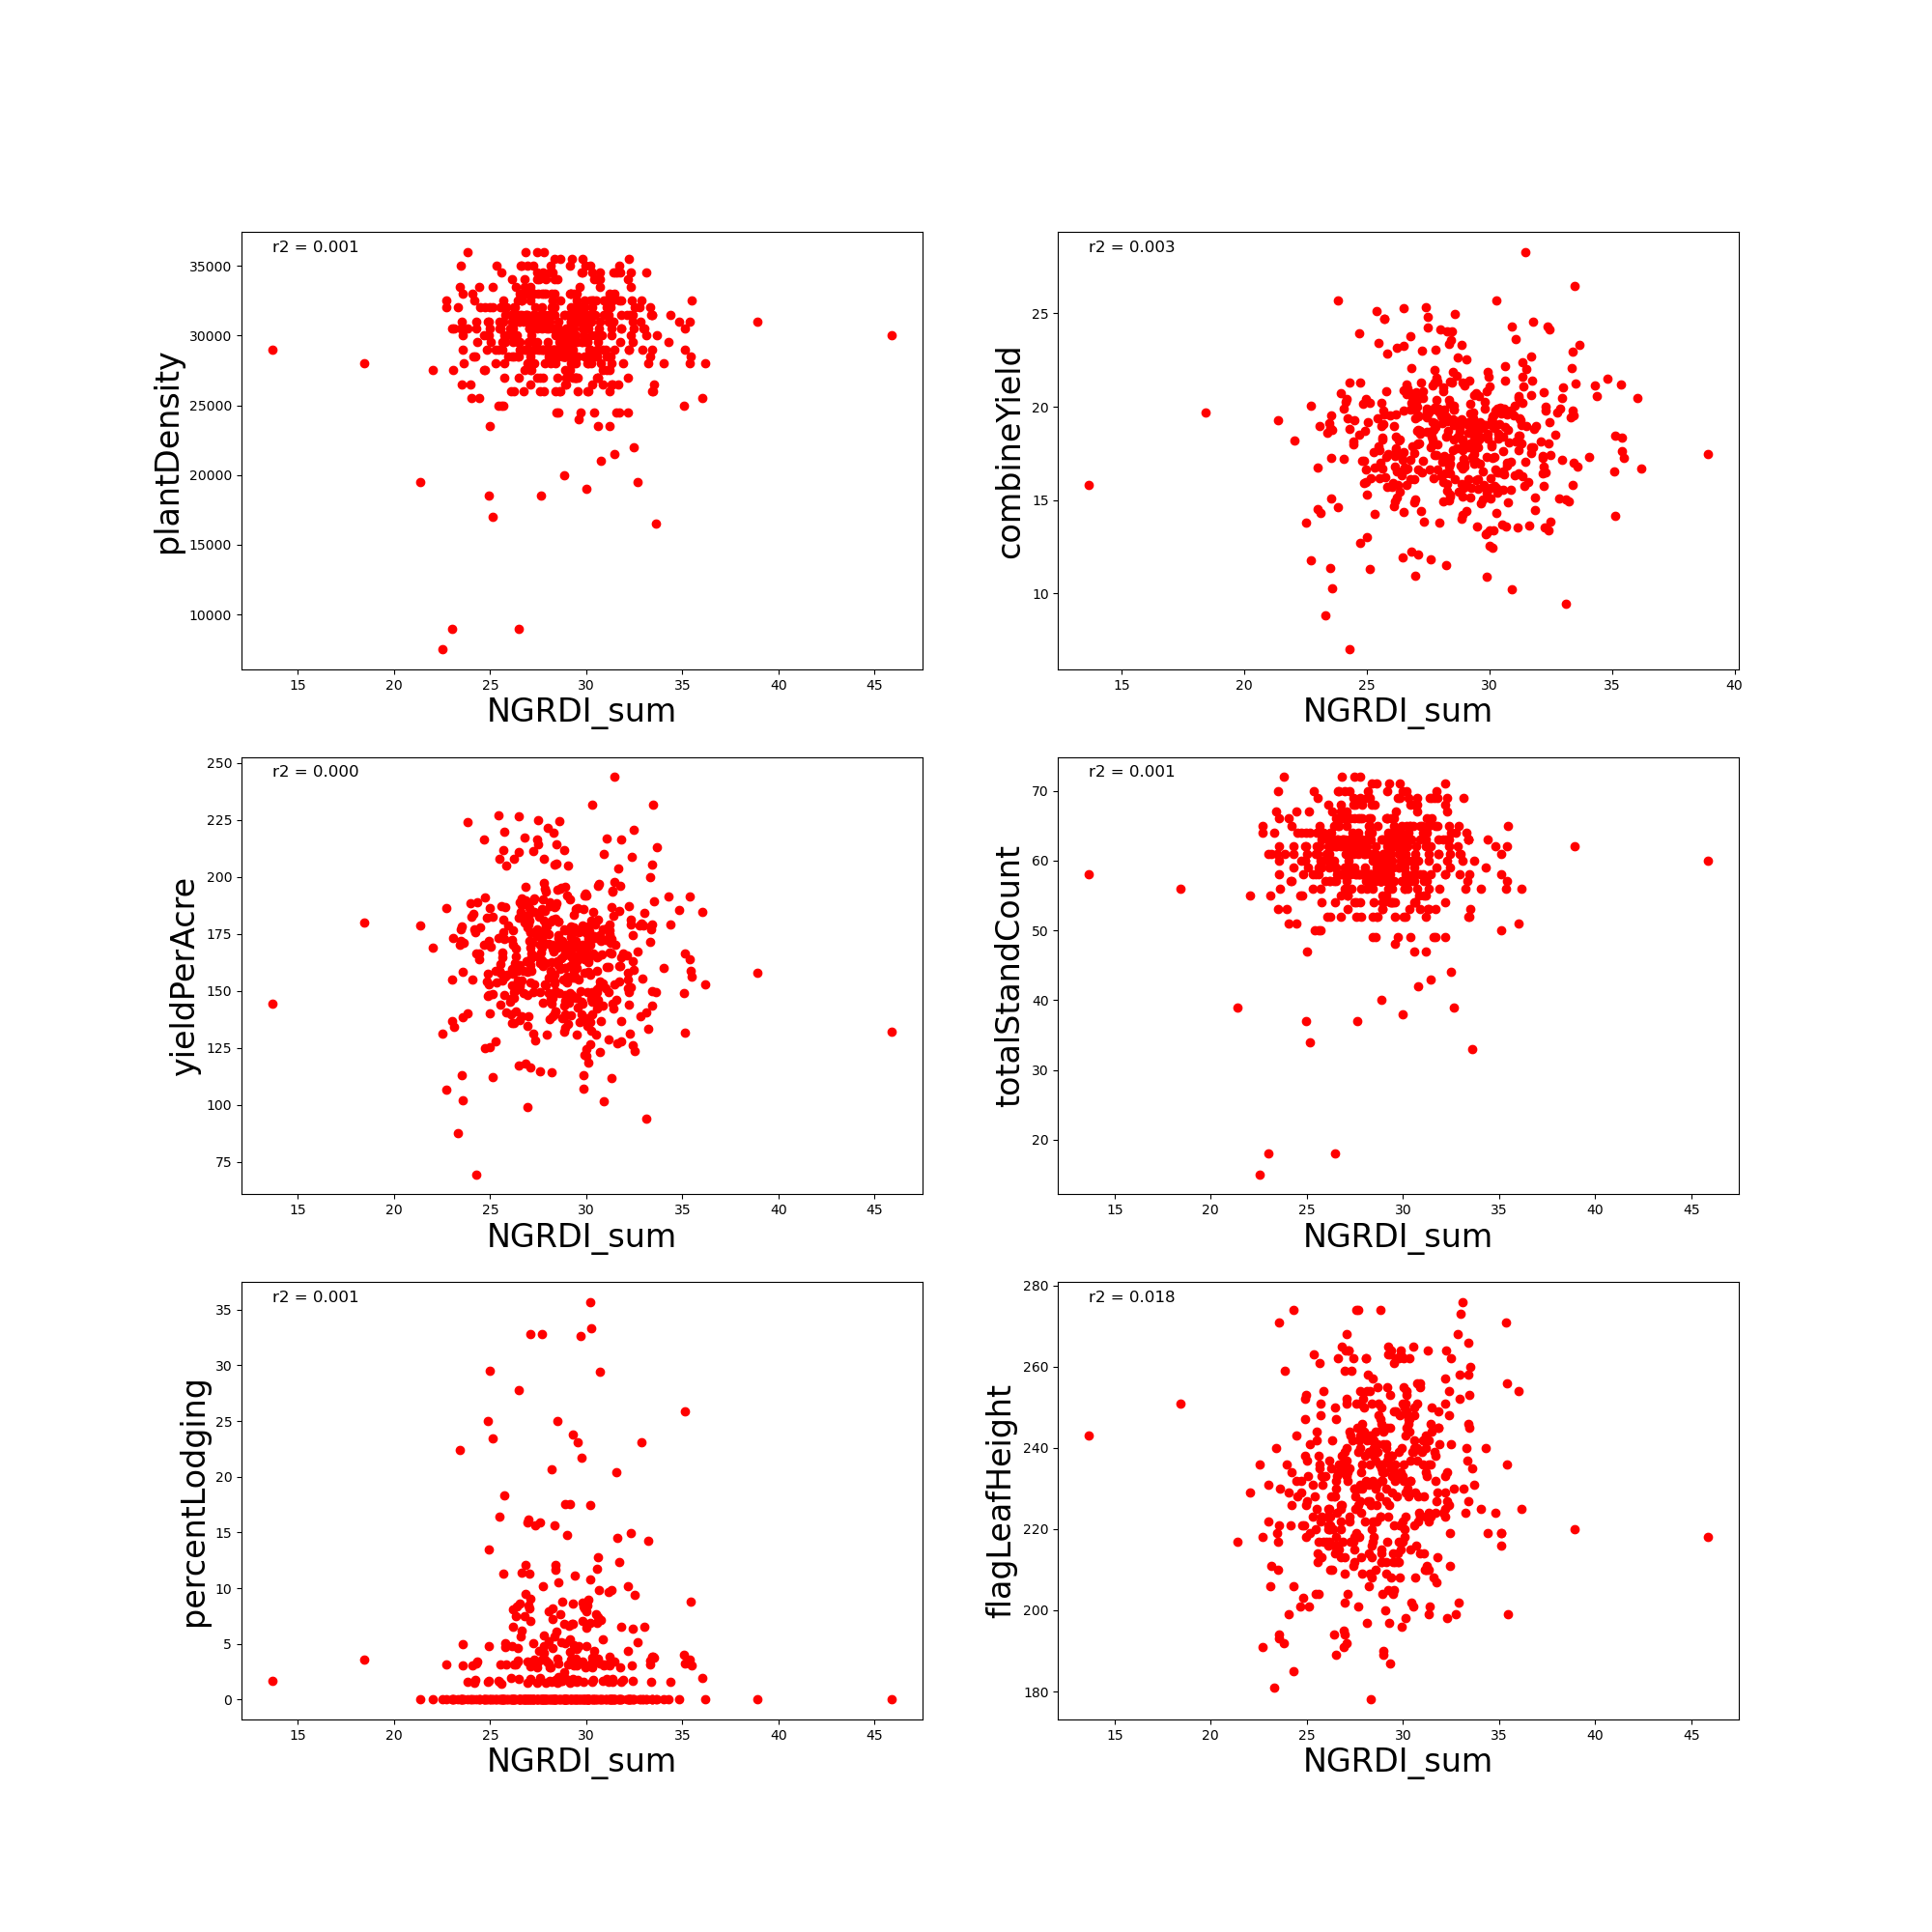 r2 = 0.001
plantDensity
35000
30000
25000
20000
15000
10000
15 20 25 30 35 40 45
NGRDI_sum
r2 = 0.003
combineYield
25
20
15
10
15 20 25 30 35 40
NGRDI_sum
r2 = 0.000
yieldPerAcre
250
225
200
175
150
125
100
75
15 20 25 30 35 40 45
NGRDI_sum
r2 = 0.001
totalStandCount
70
60
50
40
30
20
15 20 25 30 35 40 45
NGRDI_sum
r2 = 0.001
percentLodging
35
30
25
20
15
10
5
0
15 20 25 30 35 40 45
NGRDI_sum
r2 = 0.018
flagLeafHeight
280
260
240
220
200
180
15 20 25 30 35 40 45
NGRDI_sum